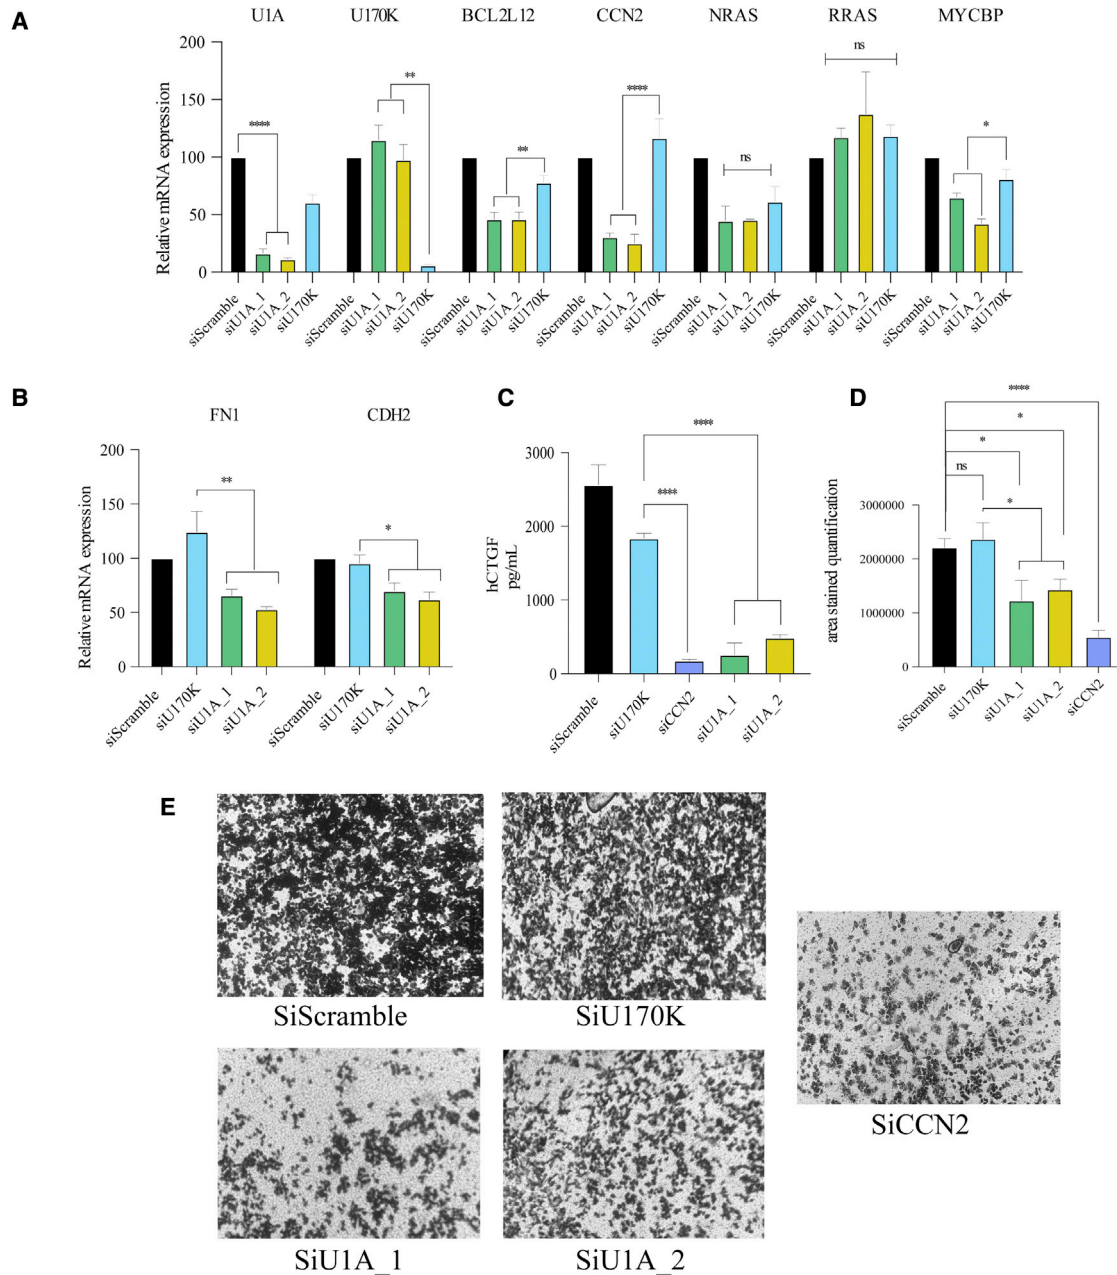 A
U1A U170K BCL2L12 CCN2 NRAS RRAS MYCBP
Relative mRNA expression
200
150
100
50
0
**** ** ** **** ns ns *
siScramble siU1A_1 siU1A_2 siU170K siScramble siU1A_1 siU1A_2 siU170K siScramble siU1A_1 siU1A_2 siU170K siScramble siU1A_1 siU1A_2 siU170K siScramble siU1A_1 siU1A_2 siU170K siScramble siU1A_1 siU1A_2 siU170K siScramble siU1A_1 siU1A_2 siU170K
B
FN1 CDH2
Relative mRNA expression
200
150
100
50
0
** *
siScramble siU170K siU1A_1 siU1A_2 siScramble siU170K siU1A_1 siU1A_2
C
hCTGF
pg/mL
3000
2000
1000
0
****
****
siScramble siU170K siCCN2 siU1A_1 siU1A_2
D
area stained quantification
3000000
2000000
1000000
0
****
*
*
ns
*
siScramble siU170K siU1A_1 siU1A_2 siCCN2
E
SiScramble
SiU170K
SiCCN2
SiU1A_1
SiU1A_2